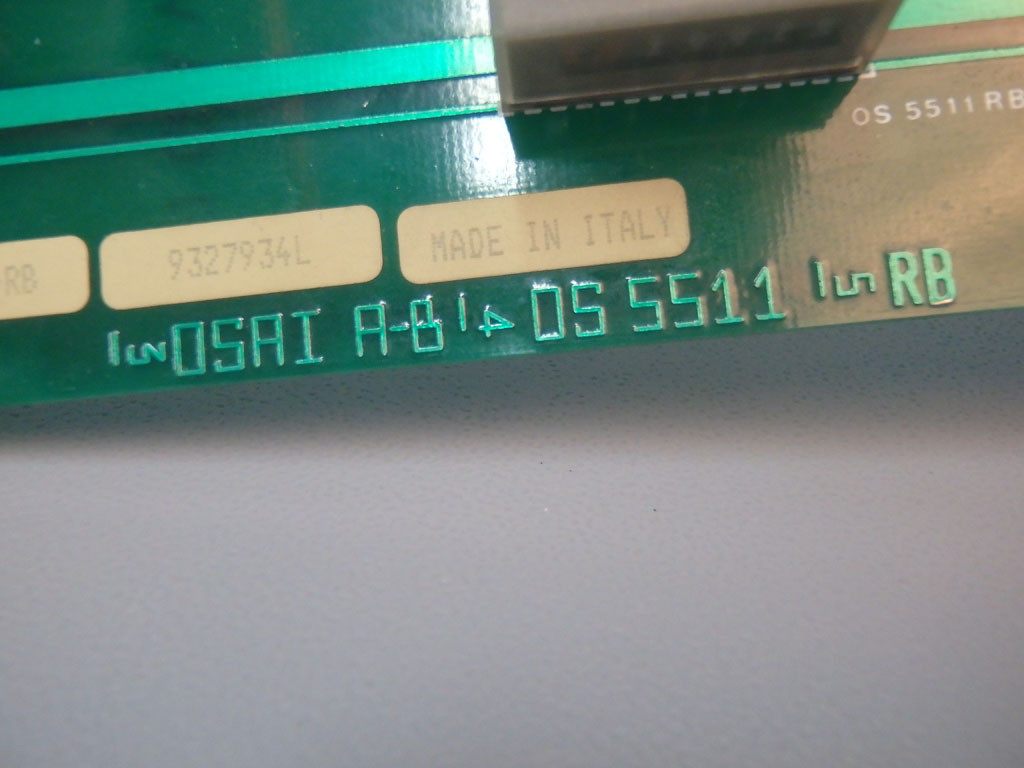 OS 5511 RB
RB
9327934L
MADE IN ITALY
OSAI A-B OS 5511 RB